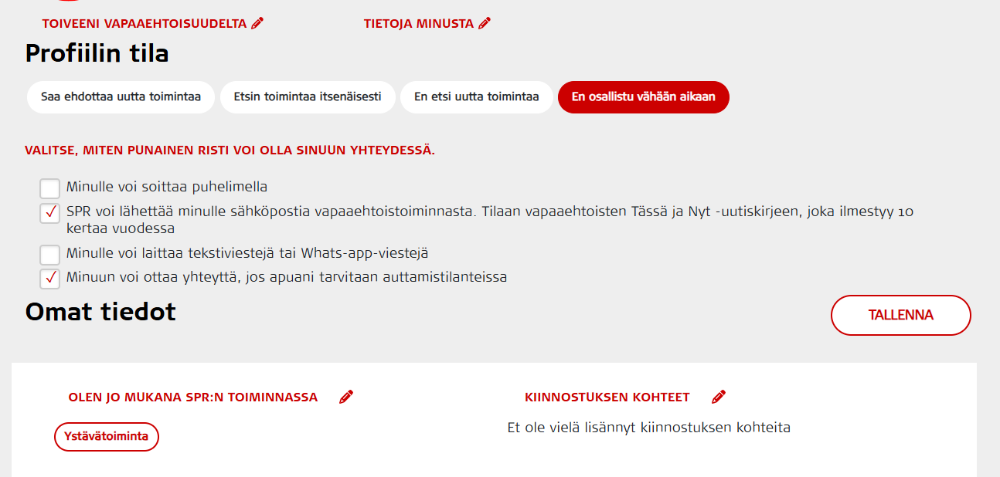 TOIVEENI VAPAAEHTOISUUDELTA
TIETOJA MINUSTA
Profiilin tila
Saa ehdottaa uutta toimintaa
Etsin toimintaa itsenäisesti
En etsi uutta toimintaa
En osallistu vähään aikaan
VALITSE, MITEN PUNAINEN RISTI VOI OLLA SINUUN YHTEYDESSÄ.
Minulle voi soittaa puhelimella
SPR voi lähettää minulle sähköpostia vapaaehtoistoiminnasta. Tilaan vapaaehtoisten Tässä ja Nyt -uutiskirjeen, joka ilmestyy 10
kertaa vuodessa
Minulle voi laittaa tekstiviestejä tai Whats-app-viestejä
Minuun voi ottaa yhteyttä, jos apuani tarvitaan auttamistilanteissa
Omat tiedot
TALLENNA
OLEN JO MUKANA SPR:N TOIMINNASSA
Ystävätoiminta
KIINNOSTUKSEN KOHTEET
Et ole vielä lisännyt kiinnostuksen kohteita